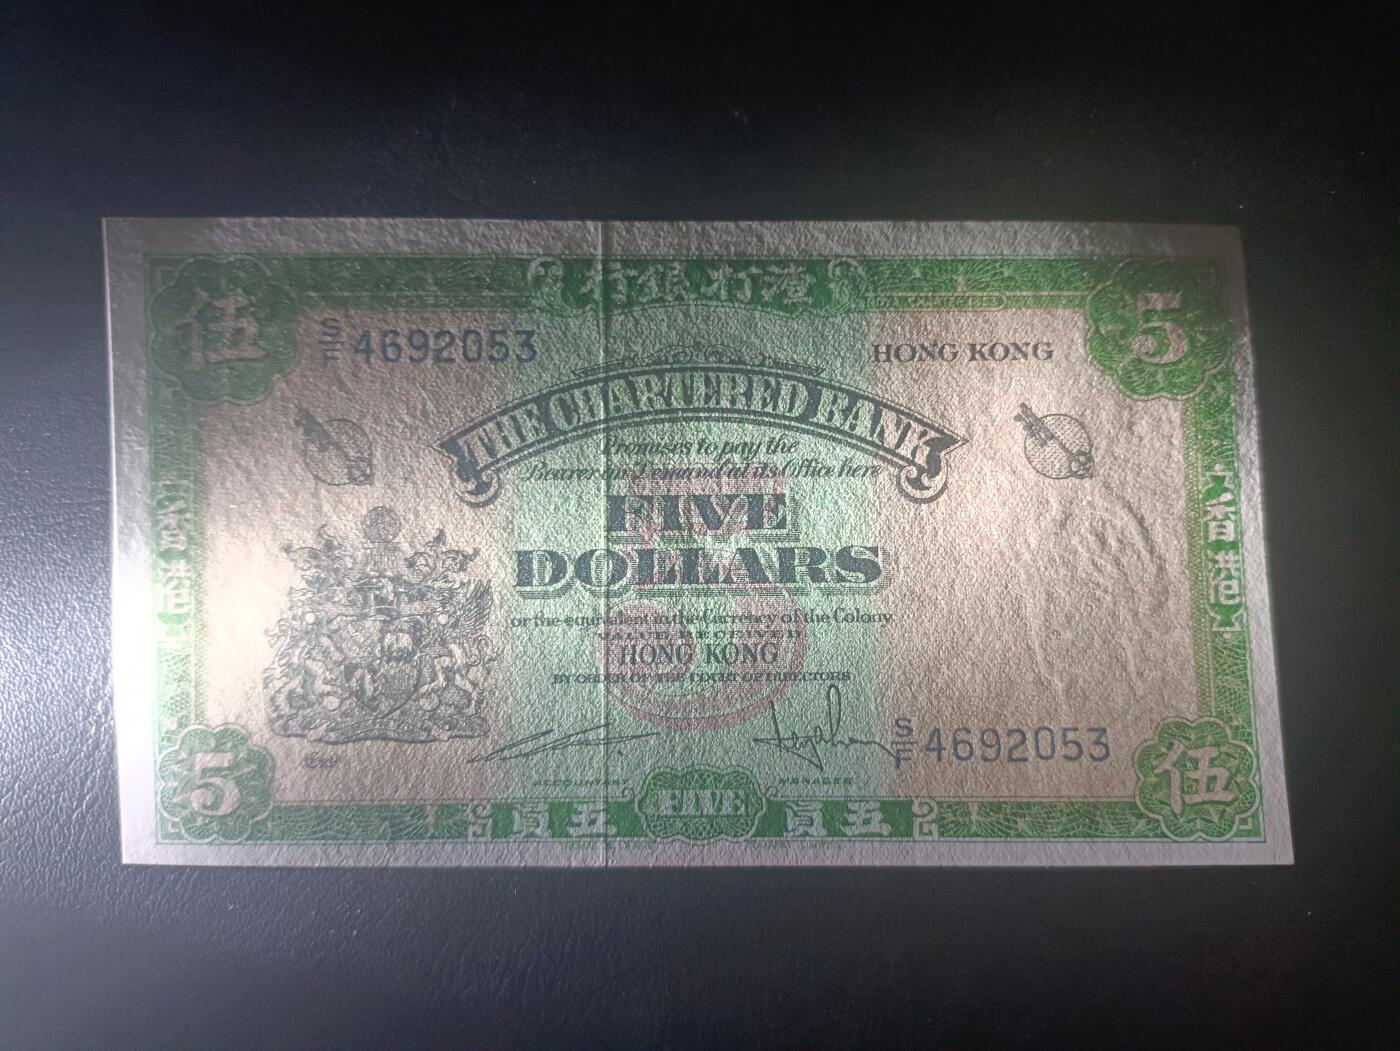 行銀打渣
伍
5
S/F 4692053
HONG KONG
THE CHARTERED BANK
Promises to pay the
Bearer on Demand at its Office here
FIVE
DOLLARS
or the equivalent in the Currency of the Colony
VALUE RECEIVED
HONG KONG
BY ORDER OF THE COURT OF DIRECTORS
香港
香港
S/F 4692053
ACCOUNTANT
MANAGER
5
伍
員五
FIVE
員五